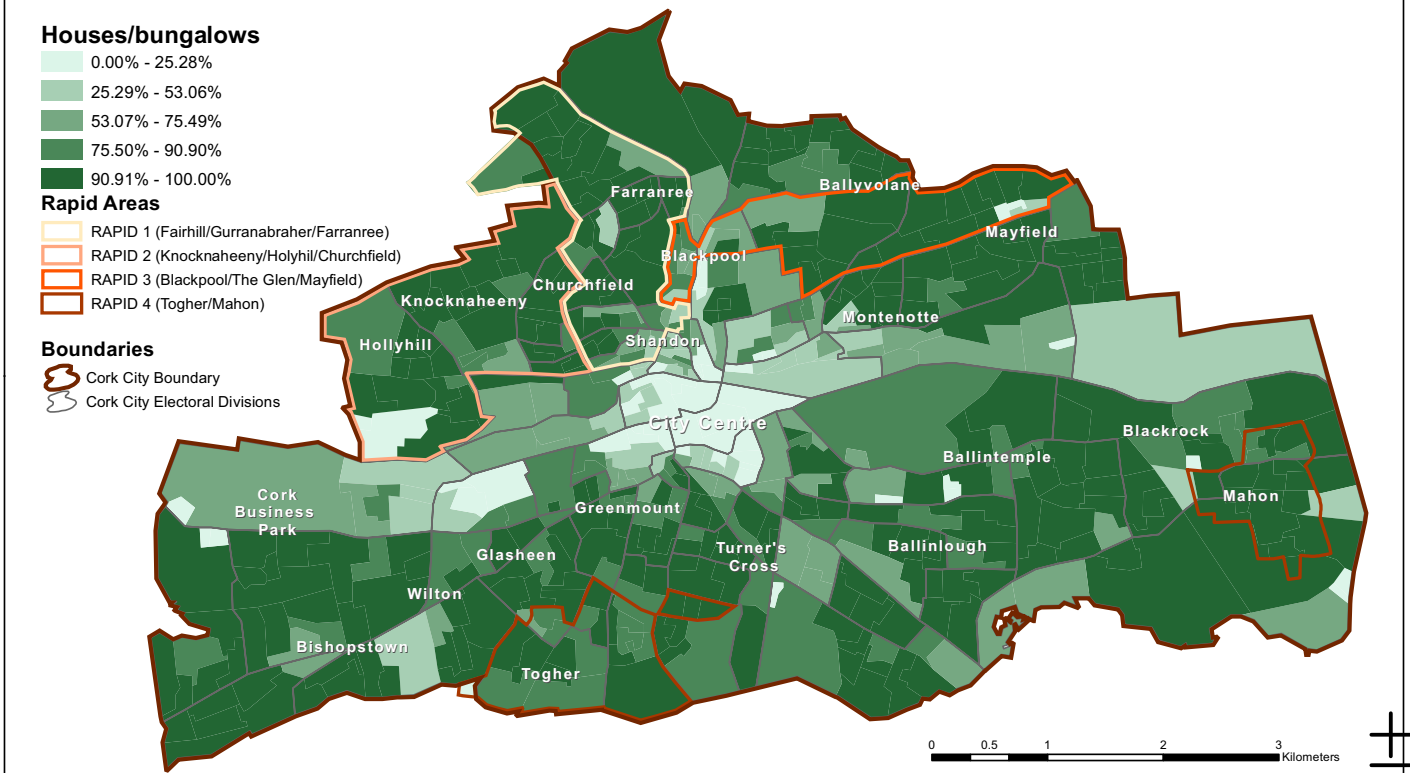 Houses/bungalows
0.00% - 25.28%
25.29% - 53.06%
53.07% - 75.49%
75.50% - 90.90%
90.91% - 100.00%
Rapid Areas
RAPID 1 (Fairhill/Gurranabraher/Farranree)
RAPID 2 (Knocknaheeny/Holyhil/Churchfield)
RAPID 3 (Blackpool/The Glen/Mayfield)
RAPID 4 (Togher/Mahon)
Boundaries
Cork City Boundary
Cork City Electoral Divisions
Farranree
Ballyvolane
Mayfield
Blackpool
Churchfield
Knocknaheeny
Montenotte
Hollyhill
Shandon
City Centre
Blackrock
Ballintemple
Cork
Business
Park
Mahon
Greenmount
Glasheen
Turner's
Cross
Ballinlough
Wilton
Bishopstown
Togher
0 0.5 1 2 3
Kilometers